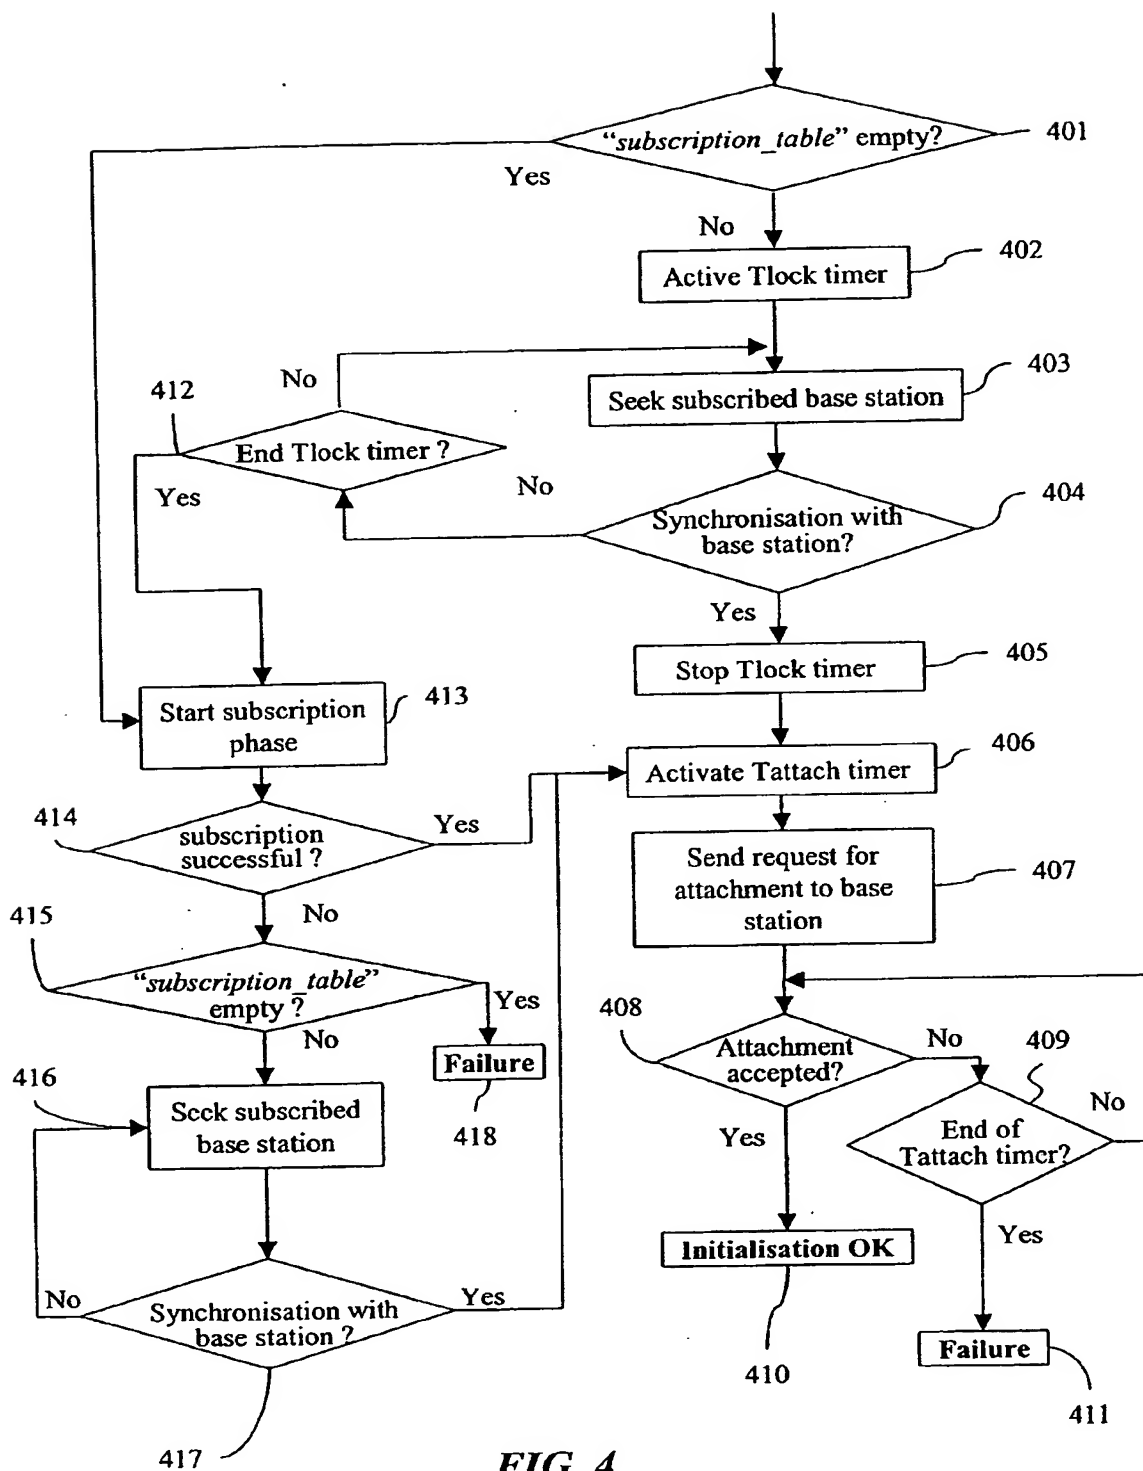 "subscription_table" empty?
401
Yes
No
402
Active Tlock timer
403
No
412
Seek subscribed base station
End Tlock timer ?
No
404
Yes
Synchronisation with
base station?
Yes
405
Stop Tlock timer
413
Start subscription
phase
406
Activate Tattach timer
414
Yes
subscription
successful ?
Send request for
attachment to base
station
407
No
415
"subscription_table"
empty ?
Yes
No
408
Attachment
accepted?
No
409
Failure
416
Seek subscribed
base station
418
No
End of
Tattach timer?
Yes
Yes
Initialisation OK
No
Yes
Synchronisation with
base station ?
Failure
410
411
417
FIG. 4